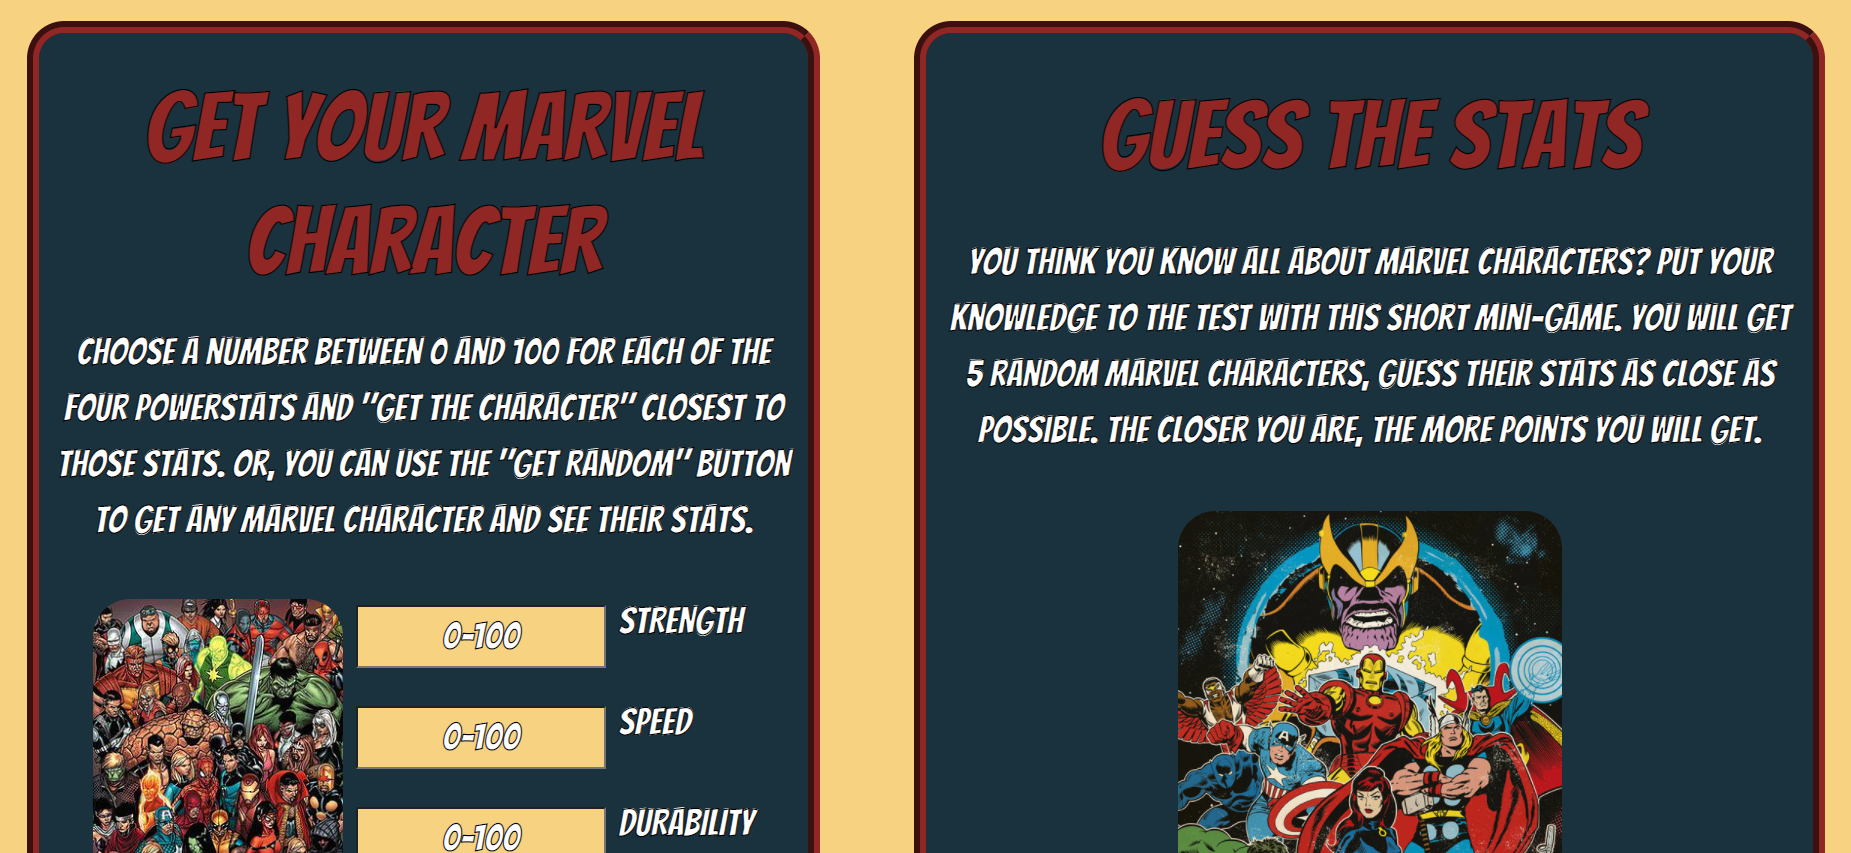 GET YOUR MARVEL
CHARACTER
CHOOSE A NUMBER BETWEEN 0 AND 100 FOR EACH OF THE
FOUR POWERSTATS AND "GET THE CHARACTER" CLOSEST TO
THOSE STATS. OR, YOU CAN USE THE "GET RANDOM" BUTTON
TO GET ANY MARVEL CHARACTER AND SEE THEIR STATS.
0-100
STRENGTH
0-100
SPEED
0-100
DURABILITY
GUESS THE STATS
YOU THINK YOU KNOW ALL ABOUT MARVEL CHARACTERS? PUT YOUR
KNOWLEDGE TO THE TEST WITH THIS SHORT MINI-GAME. YOU WILL GET
5 RANDOM MARVEL CHARACTERS, GUESS THEIR STATS AS CLOSE AS
POSSIBLE. THE CLOSER YOU ARE, THE MORE POINTS YOU WILL GET.
A